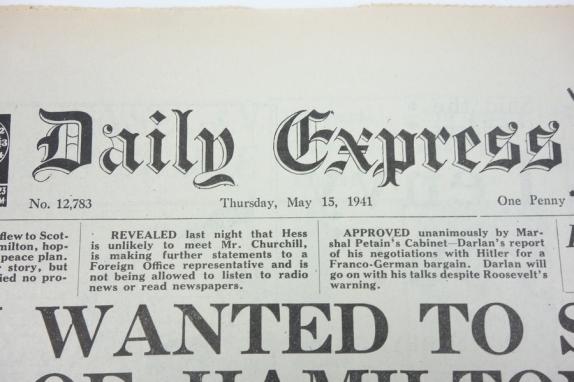 Daily Express
No. 12,783 Thursday, May 15, 1941 One Penny
flew to Scot-
milton, hop-
peace plan.
story, but
ied no pro-
REVEALED last night that Hess
is unlikely to meet Mr. Churchill,
is making further statements to a
Foreign Office representative and is
not being allowed to listen to radio
news or read newspapers.
APPROVED unanimously by Mar-
shal Petain's Cabinet—Darlan's report
of his negotiations with Hitler for a
Franco-German bargain. Darlan will
go on with his talks despite Roosevelt's
warning.
WANTED TO S
OF HAMILTO